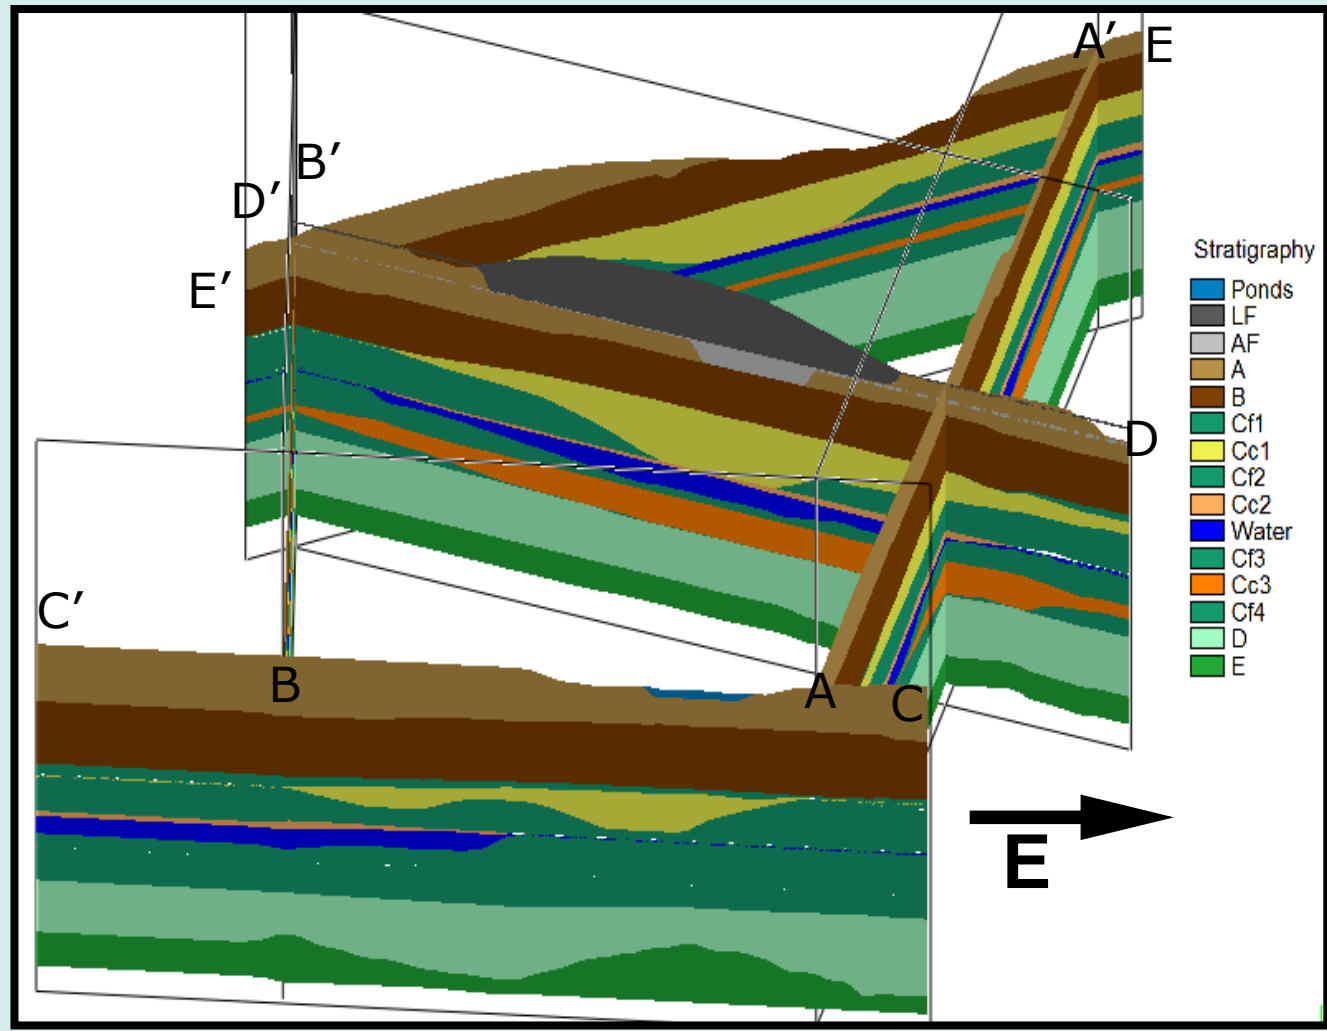 A′ E
B′
D′
E′
Stratigraphy
Ponds
LF
AF
A
B
Cf1
Cc1
Cf2
Cc2
Water
Cf3
Cc3
Cf4
D
E
D
C′
B
A
C
E